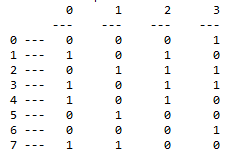 0 1 2 3
--- --- --- ---
0 --- 0 0 0 1
1 --- 1 0 1 0
2 --- 0 1 1 1
3 --- 1 0 1 1
4 --- 1 0 1 0
5 --- 0 1 0 0
6 --- 0 0 0 1
7 --- 1 1 0 0